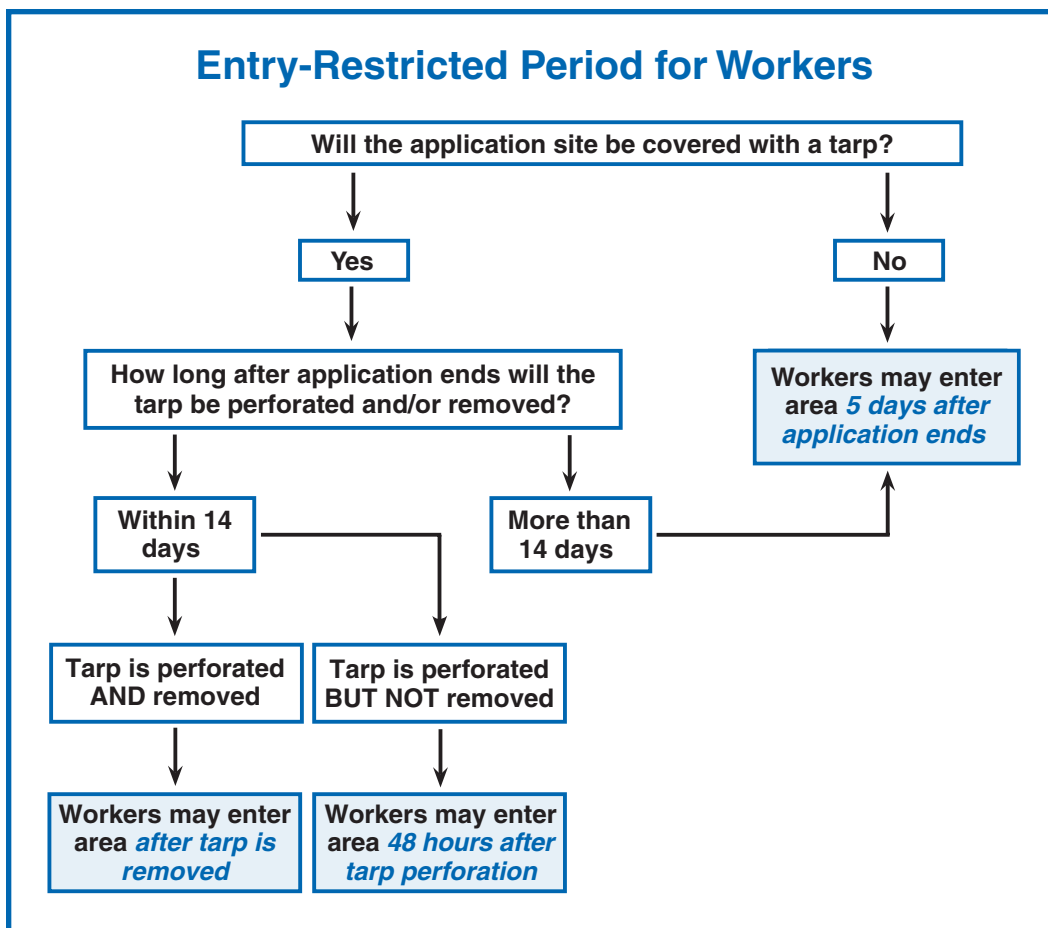 Entry-Restricted Period for Workers
Will the application site be covered with a tarp?
Yes
No
How long after application ends will the
tarp be perforated and/or removed?
Workers may enter
area 5 days after
application ends
Within 14
days
More than
14 days
Tarp is perforated
AND removed
Tarp is perforated
BUT NOT removed
Workers may enter
area after tarp is
removed
Workers may enter
area 48 hours after
tarp perforation